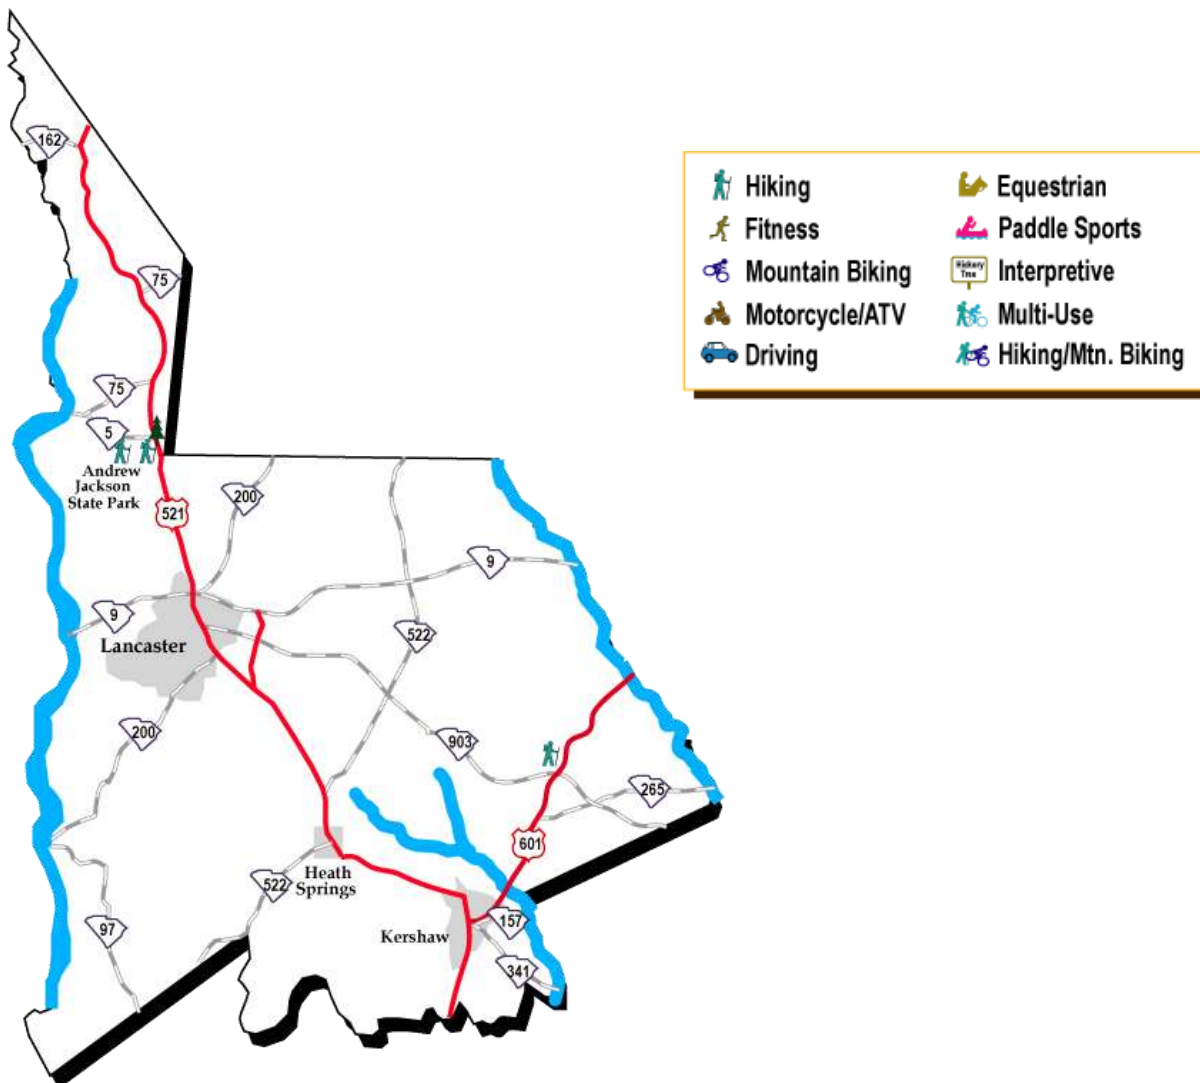 162
Hiking
Equestrian
Fitness
Paddle Sports
Mountain Biking
Hickory
Tree
Interpretive
Motorcycle/ATV
Multi-Use
Driving
Hiking/Mtn. Biking
75
75
5
Andrew
Jackson
State Park
200
521
9
9
522
Lancaster
200
903
265
601
Heath
Springs
522
157
97
Kershaw
341